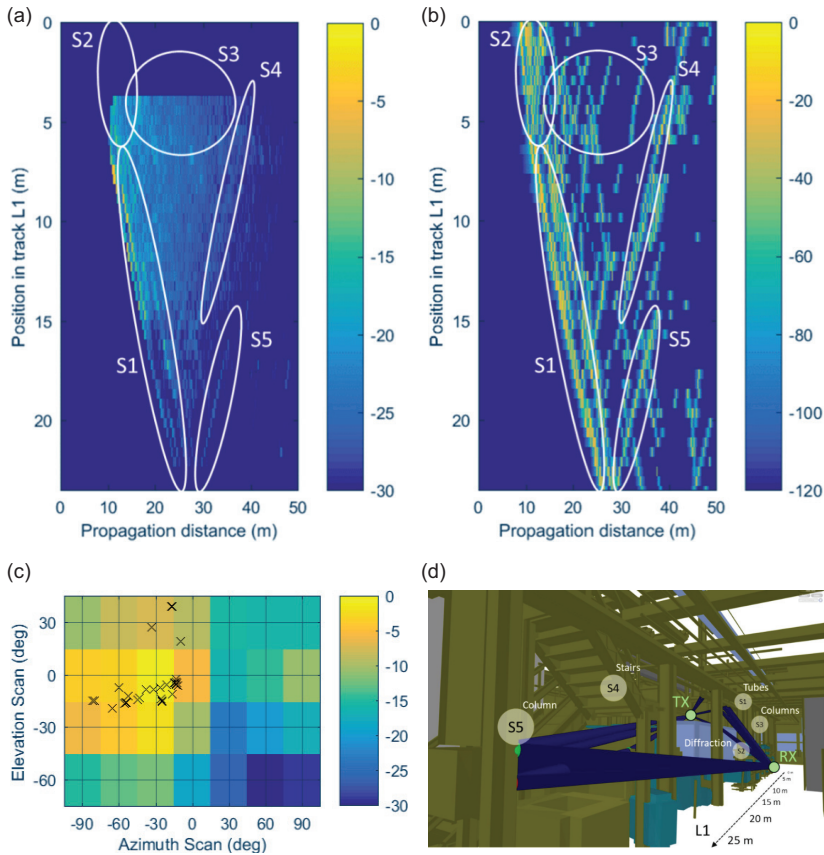 (a)
S2
S3
S4
S1
S5
0
5
10
15
20
Position in track L1 (m)
0
10
20
30
40
50
Propagation distance (m)
0
-5
-10
-15
-20
-25
-30
(b)
S2
S3
S4
S1
S5
0
5
10
15
20
Position in track L1 (m)
0
10
20
30
40
50
Propagation distance (m)
0
-20
-40
-60
-80
-100
-120
(c)
30
0
-30
-60
Elevation Scan (deg)
-90
-60
-30
0
30
60
90
Azimuth Scan (deg)
0
-5
-10
-15
-20
-25
-30
(d)
Stairs
S4
Column
S5
TX
Tubes
S1
Columns
S3
Diffraction
S2
RX
5 m
10 m
15 m
20 m
L1
25 m